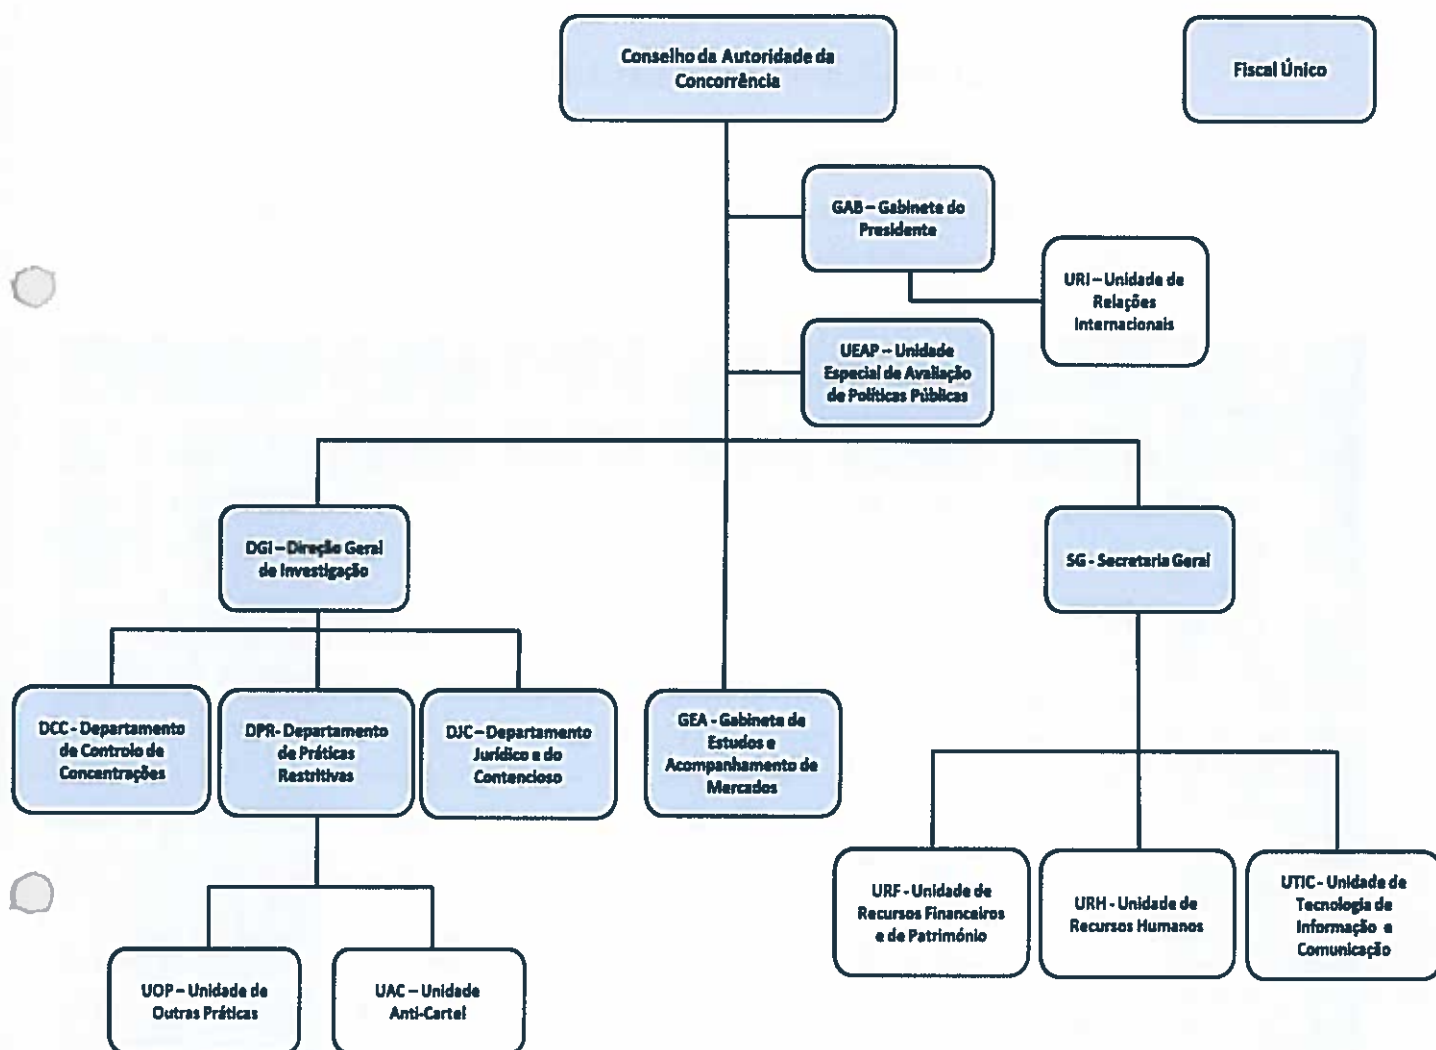 Conselho da Autoridade da
Concorrência
Fiscal Único
GAB – Gabinete do
Presidente
URI – Unidade de
Relações
Internacionais
UEAP – Unidade
Especial de Avaliação
de Políticas Públicas
DGI – Direção Geral
de Investigação
SG - Secretaria Geral
DCC - Departamento
de Controlo de
Concentrações
DPR- Departamento
de Práticas
Restritivas
DJC – Departamento
Jurídico e do
Contencioso
GEA - Gabinete de
Estudos e
Acompanhamento de
Mercados
URF - Unidade de
Recursos Financeiros
e de Património
URH - Unidade de
Recursos Humanos
UTIC - Unidade de
Tecnologia de
Informação e
Comunicação
UOP – Unidade de
Outras Práticas
UAC – Unidade
Anti-Cartel